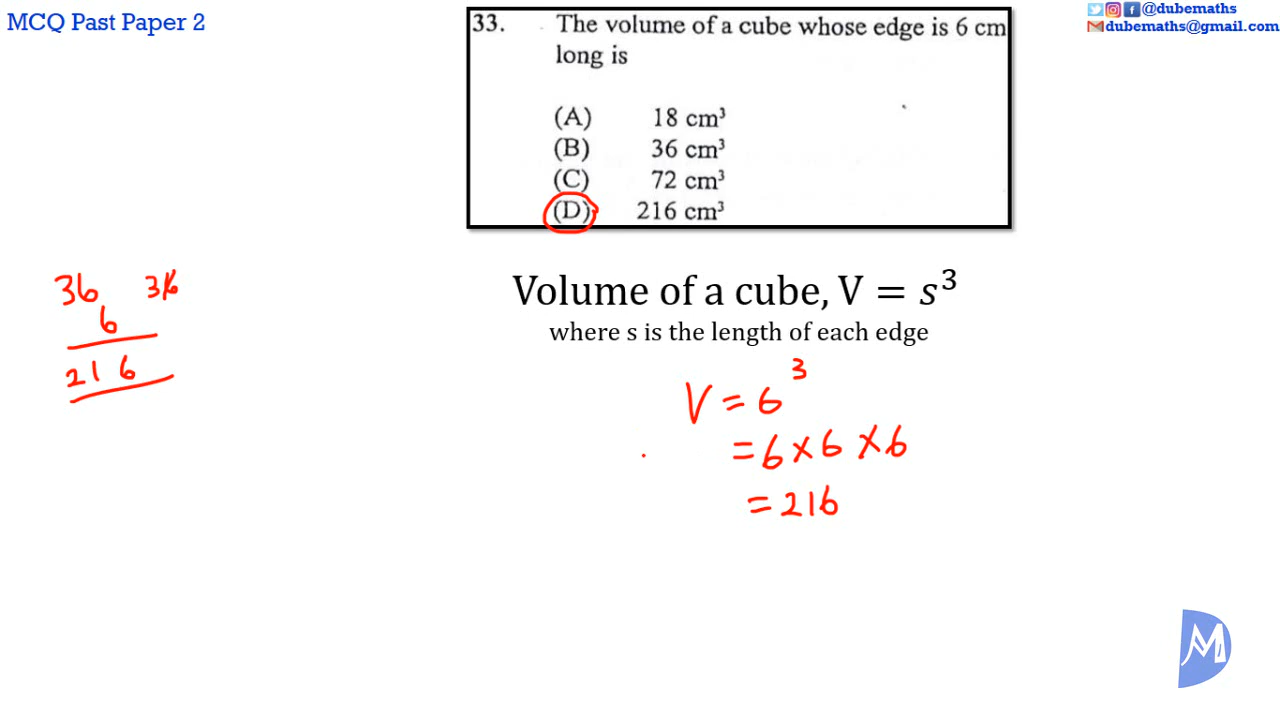 MCQ Past Paper 2
@dubemaths
dubemaths@gmail.com
33. The volume of a cube whose edge is 6 cm
long is
(A) 18 cm³
(B) 36 cm³
(C) 72 cm³
(D) 216 cm³
Volume of a cube, V = s³
where s is the length of each edge
V = 6³
= 6 × 6 × 6
= 216
36 36
6
216
M